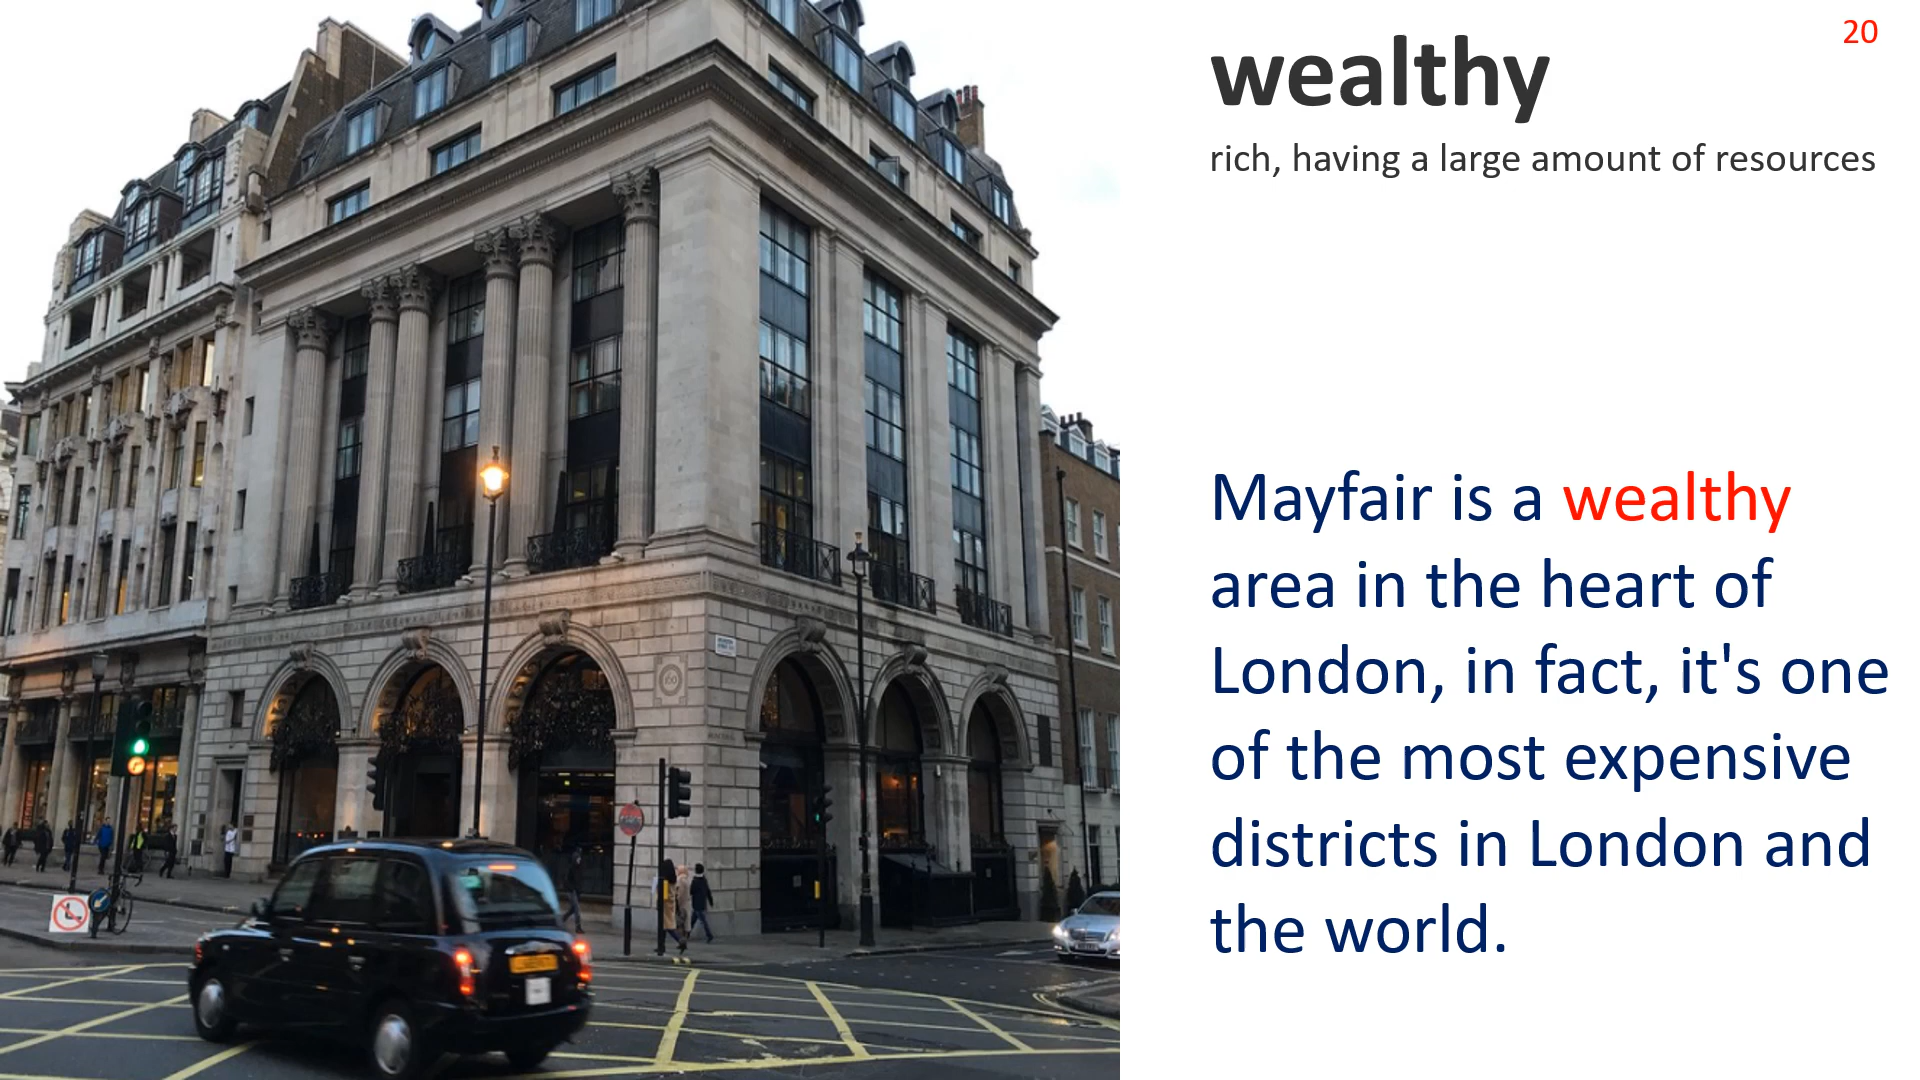 20
wealthy
rich, having a large amount of resources
Mayfair is a wealthy
area in the heart of
London, in fact, it's one
of the most expensive
districts in London and
the world.
160